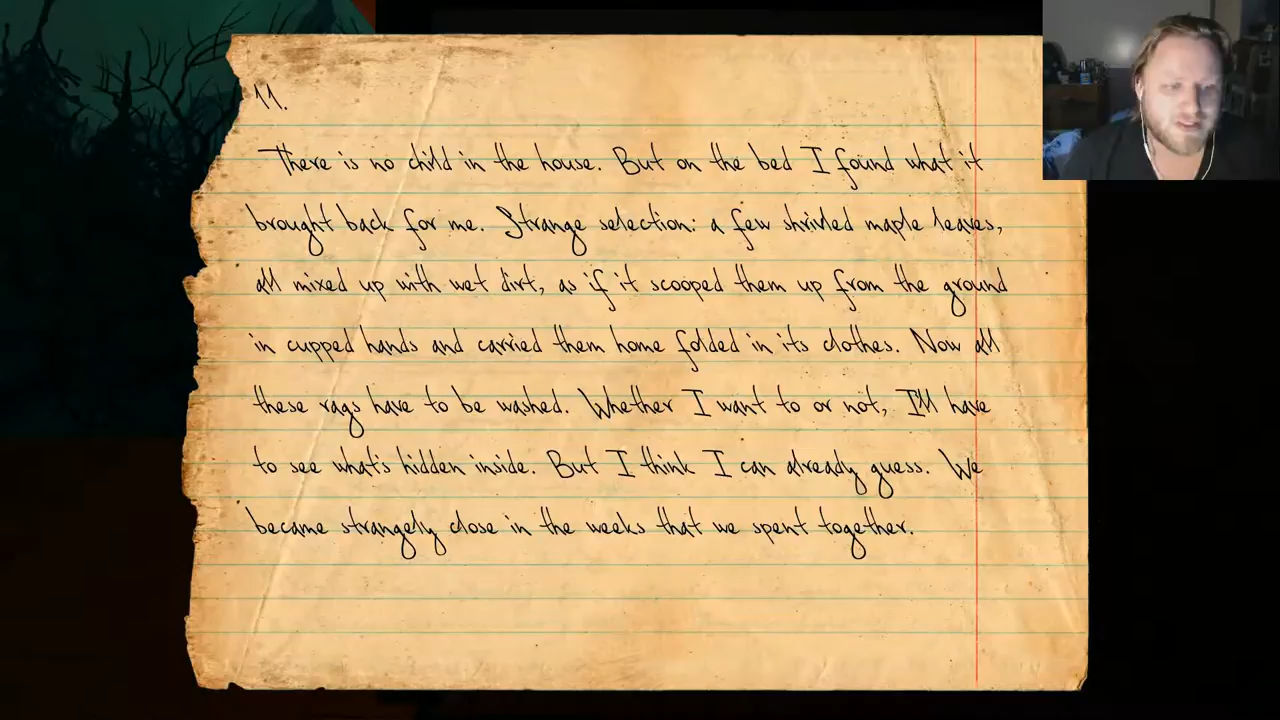 11.
There is no child in the house. But on the bed I found what it
brought back for me. Strange selection: a few shrivled maple leaves,
all mixed up with wet dirt, as if it scooped them up from the ground
in cupped hands and carried them home folded in its clothes. Now all
these rags have to be washed. Whether I want to or not, I'll have
to see what's hidden inside. But I think I can already guess. We
became strangely close in the weeks that we spent together.